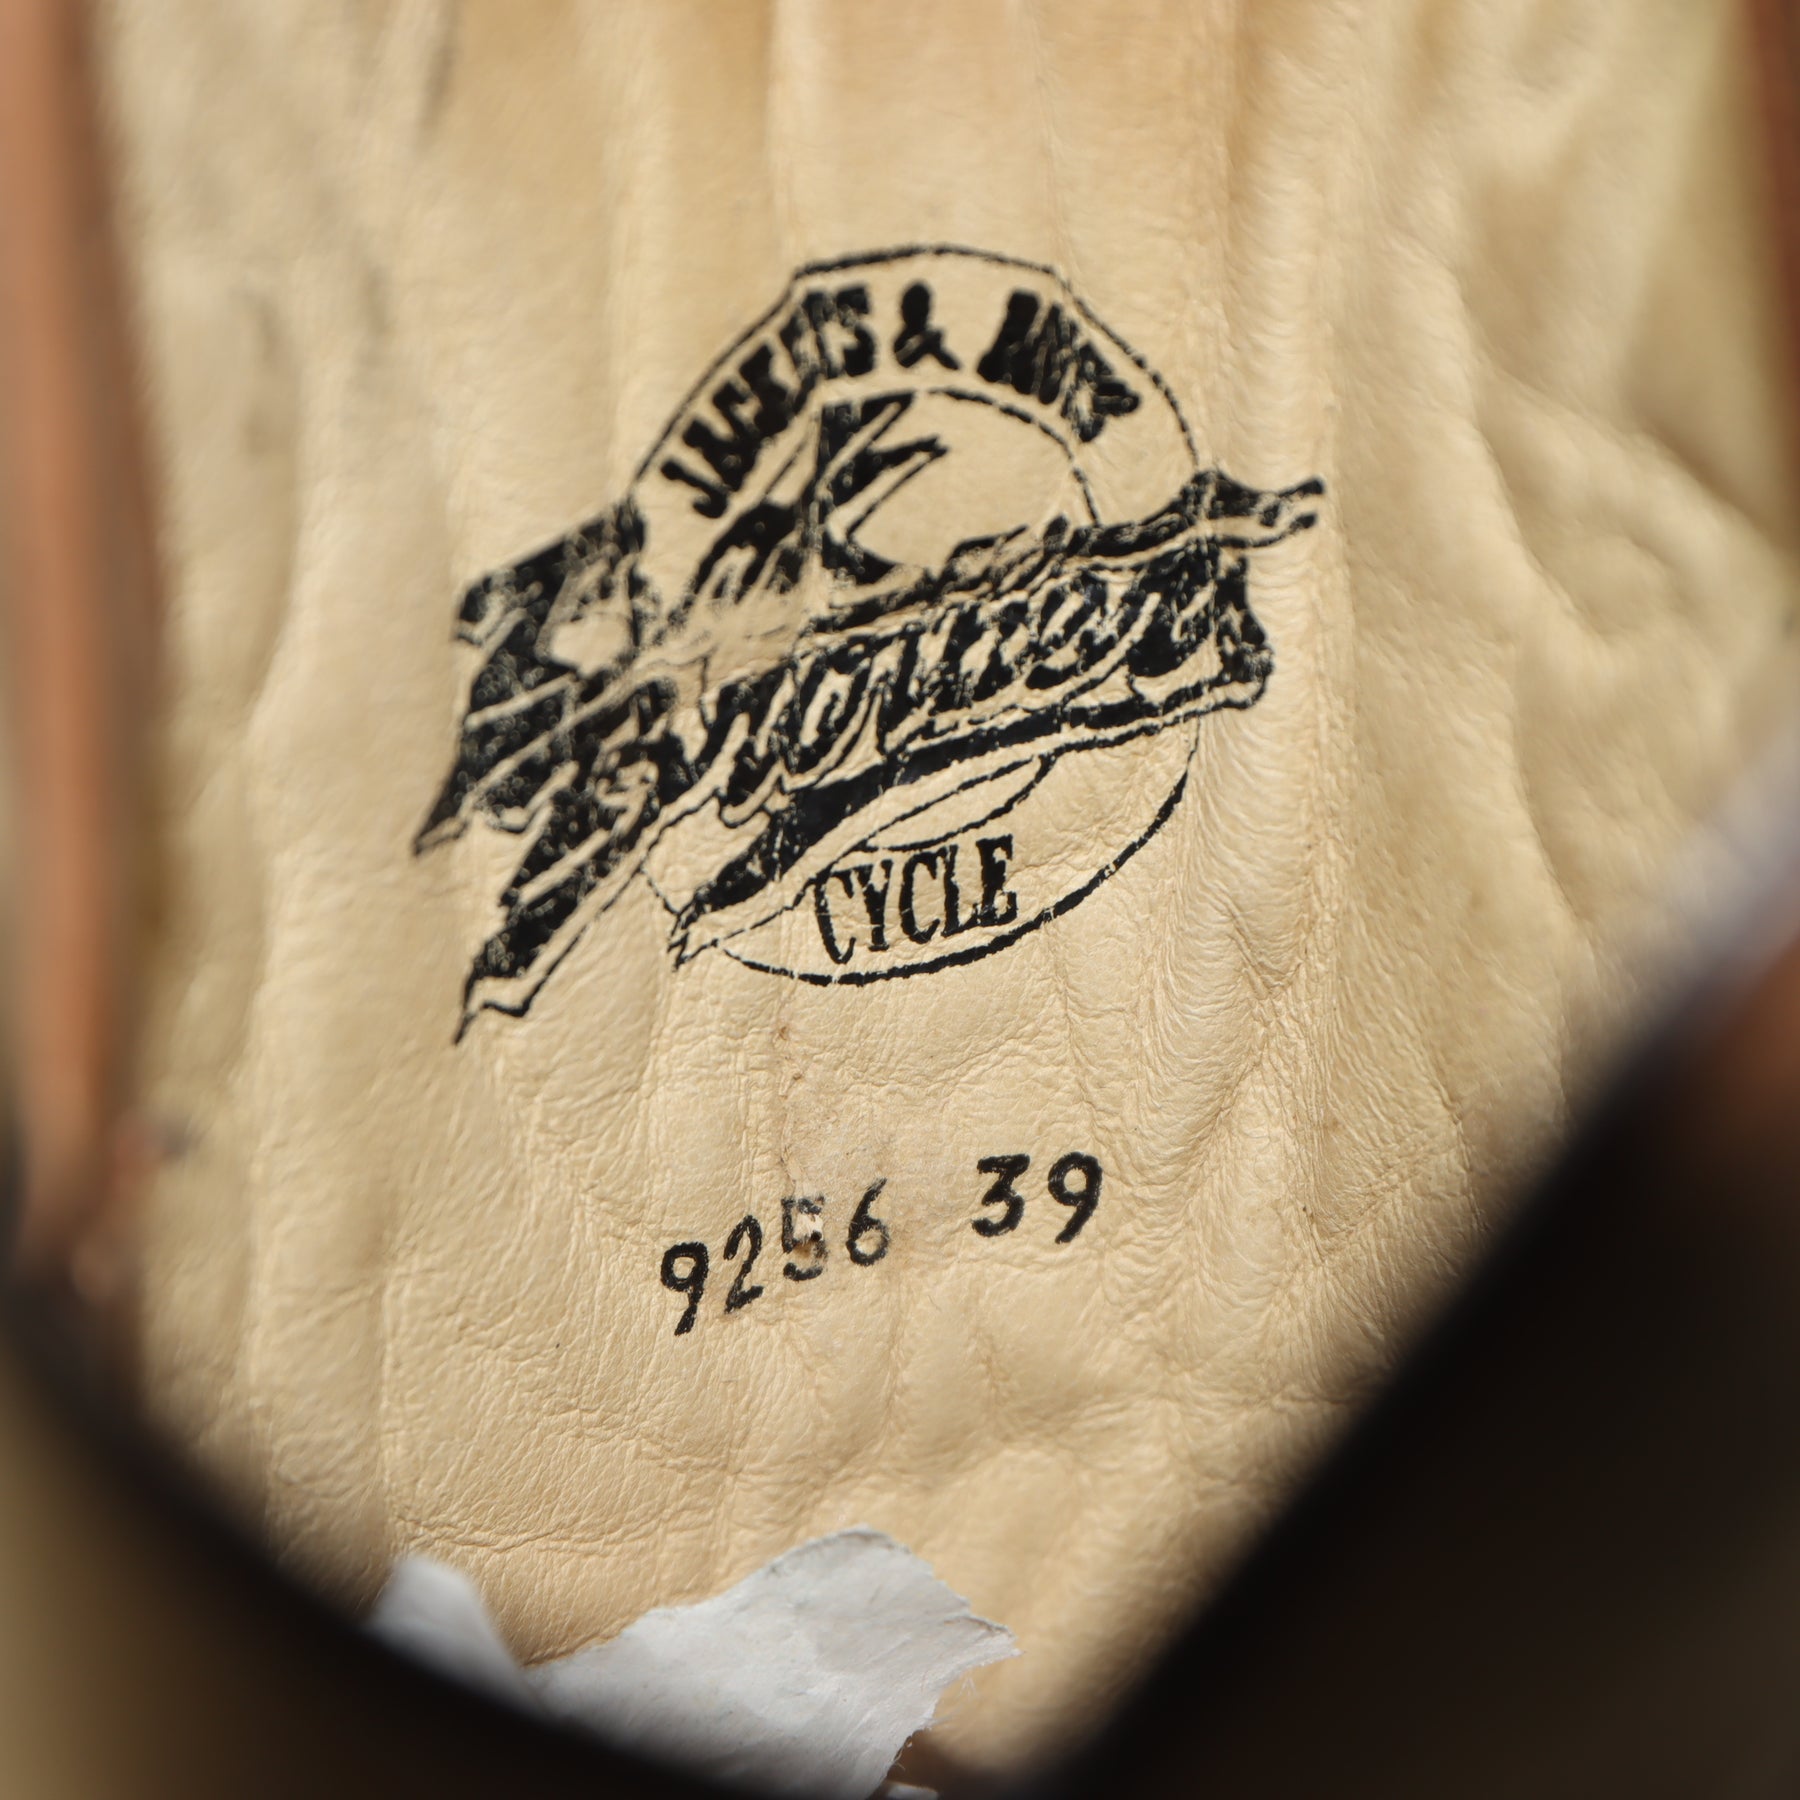 JACKETS & BOOTS
CYCLE
9256 39